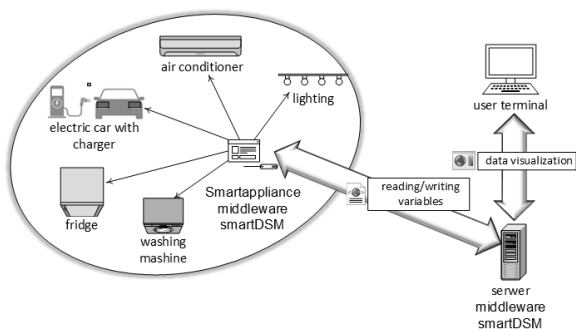 air conditioner
lighting
electric car with
charger
fridge
washing
machine
Smartappliance
middleware
smartDSM
reading/writing
variables
user terminal
data visualization
serwer
middleware
smartDSM